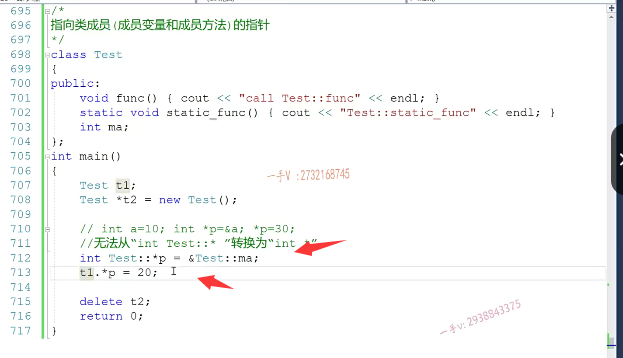 695 /*
696 指向类成员(成员变量和成员方法)的指针
697 */
698 class Test
699 {
700 public:
701 void func() { cout << "call Test::func" << endl; }
702 static void static_func() { cout << "Test::static_func" << endl; }
703 int ma;
704 };
705 int main()
706 {
707 Test t1;
708 Test *t2 = new Test();
709
710 // int a=10; int *p=&a; *p=30;
711 //无法从“int Test::* ”转换为“int *”
712 int Test::*p = &Test::ma;
713 t1.*p = 20;
714
715 delete t2;
716 return 0;
717 }
一手V :2732168745
一手v:2938843375